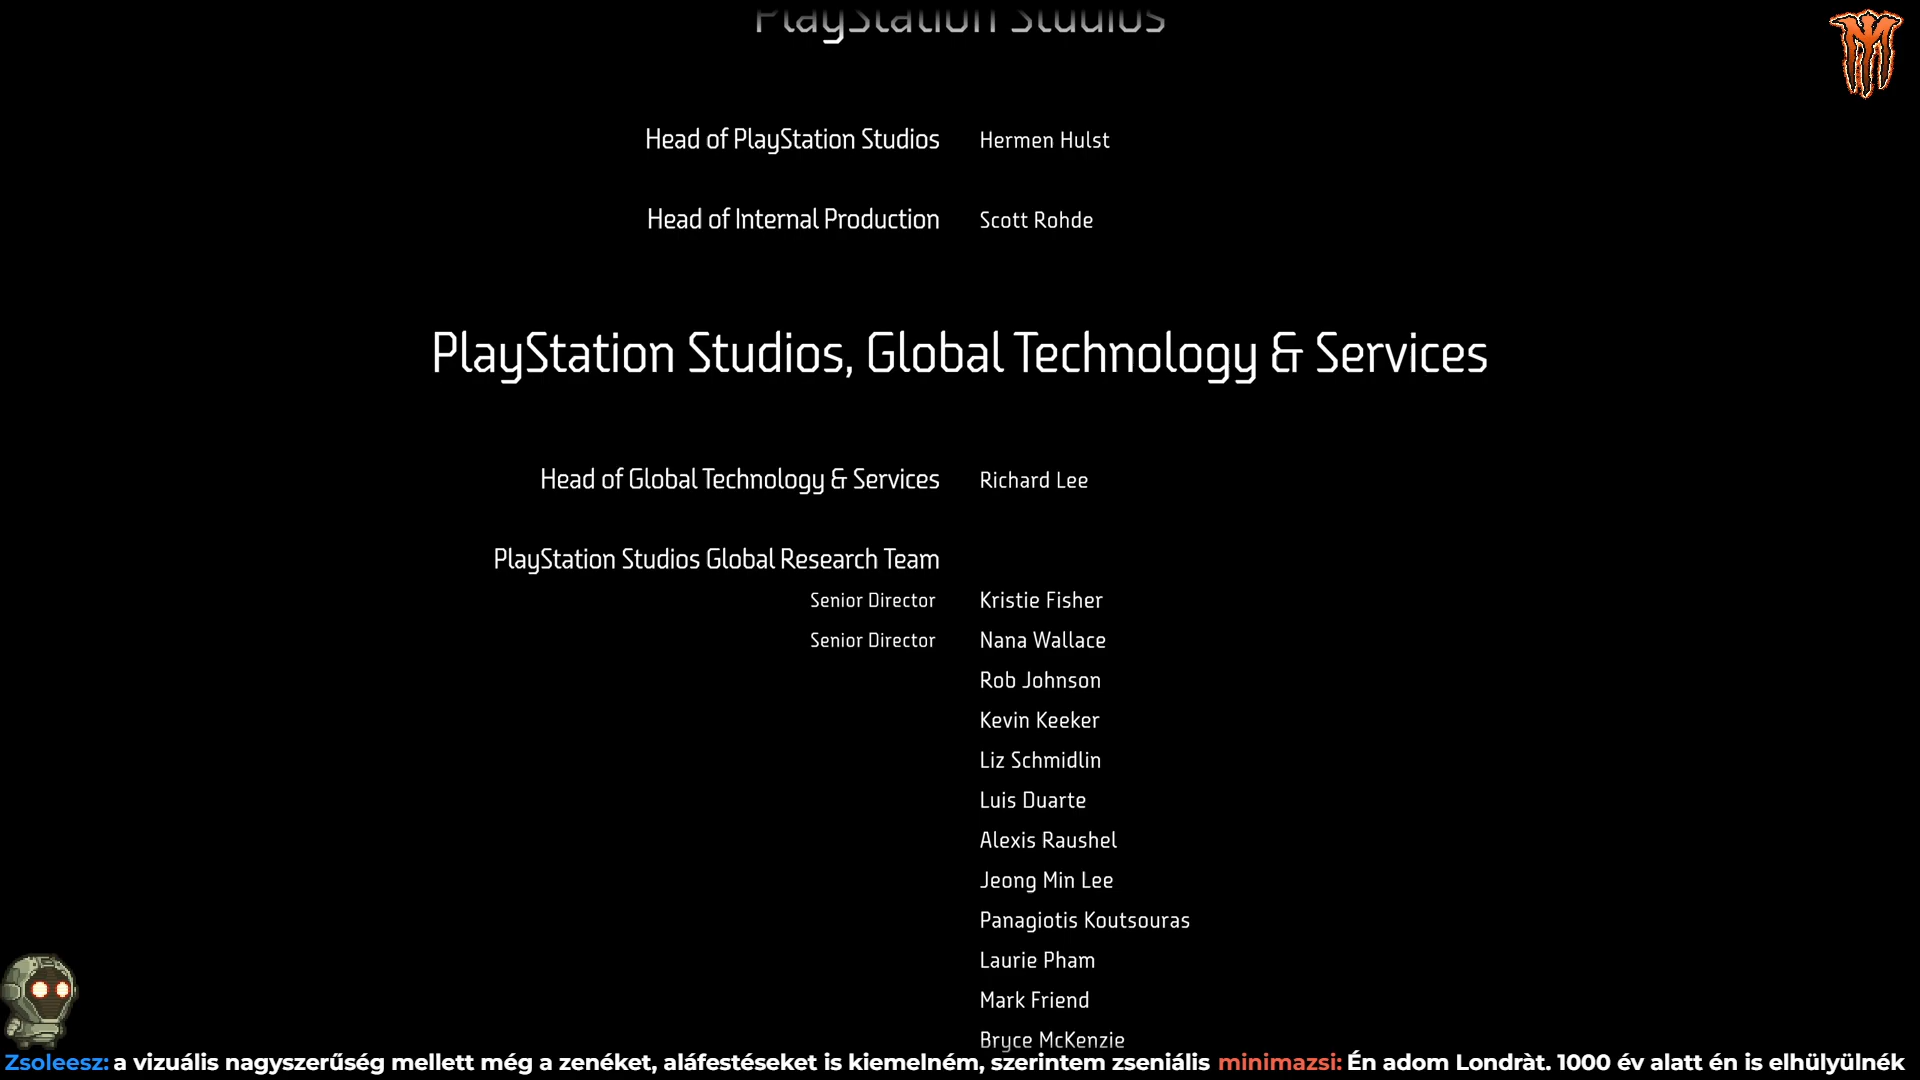 PlayStation Studios
Head of PlayStation Studios Hermen Hulst
Head of Internal Production Scott Rohde
PlayStation Studios, Global Technology & Services
Head of Global Technology & Services Richard Lee
PlayStation Studios Global Research Team
Senior Director Kristie Fisher
Senior Director Nana Wallace
Rob Johnson
Kevin Keeker
Liz Schmidlin
Luis Duarte
Alexis Raushel
Jeong Min Lee
Panagiotis Koutsouras
Laurie Pham
Mark Friend
Bryce McKenzie
Zsoleesz: a vizuális nagyszerűség mellett még a zenéket, aláfestéseket is kiemelném, szerintem zseniális minimazsi: Én adom Londràt. 1000 év alatt én is elhülyülnék